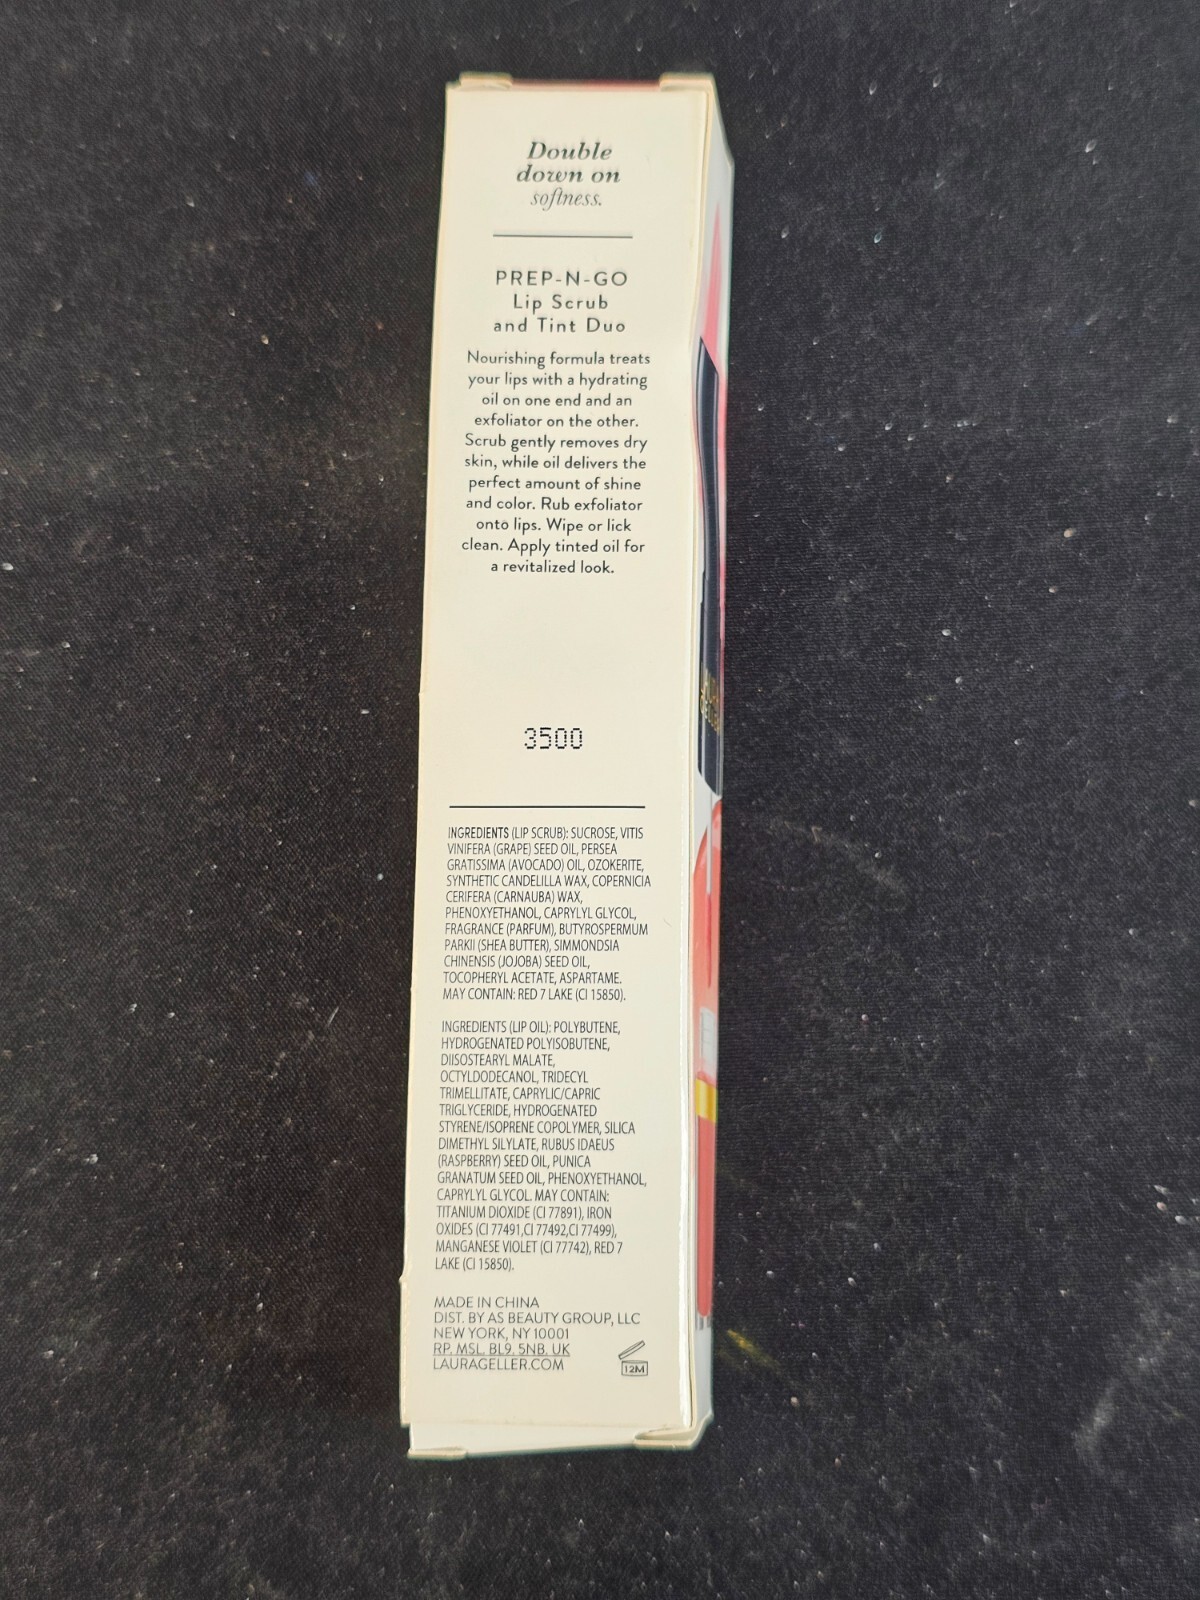 Double
down on
softness.
PREP-N-GO
Lip Scrub
and Tint Duo
Nourishing formula treats
your lips with a hydrating
oil on one end and an
exfoliator on the other.
Scrub gently removes dry
skin, while oil delivers the
perfect amount of shine
and color. Rub exfoliator
onto lips. Wipe or lick
clean. Apply tinted oil for
a revitalized look.
3500
INGREDIENTS (LIP SCRUB): SUCROSE, VITIS
VINIFERA (GRAPE) SEED OIL, PERSEA
GRATISSIMA (AVOCADO) OIL, OZOKERITE,
SYNTHETIC CANDELILLA WAX, COPERNICIA
CERIFERA (CARNAUBA) WAX,
PHENOXYETHANOL, CAPRYLYL GLYCOL,
FRAGRANCE (PARFUM), BUTYROSPERMUM
PARKII (SHEA BUTTER), SIMMONDSIA
CHINENSIS (JOJOBA) SEED OIL,
TOCOPHERYL ACETATE, ASPARTAME.
MAY CONTAIN: RED 7 LAKE (CI 15850).
INGREDIENTS (LIP OIL): POLYBUTENE,
HYDROGENATED POLYISOBUTENE,
DIISOSTEARYL MALATE,
OCTYLDODECANOL, TRIDECYL
TRIMELLITATE, CAPRYLIC/CAPRIC
TRIGLYCERIDE, HYDROGENATED
STYRENE/ISOPRENE COPOLYMER, SILICA
DIMETHYL SILYLATE, RUBUS IDAEUS
(RASPBERRY) SEED OIL, PUNICA
GRANATUM SEED OIL, PHENOXYETHANOL,
CAPRYLYL GLYCOL. MAY CONTAIN:
TITANIUM DIOXIDE (CI 77891), IRON
OXIDES (CI 77491,CI 77492,CI 77499),
MANGANESE VIOLET (CI 77742), RED 7
LAKE (CI 15850).
MADE IN CHINA
DIST. BY AS BEAUTY GROUP, LLC
NEW YORK, NY 10001
RP. MSL. BL9. 5NB. UK
LAURAGELLER.COM
12M